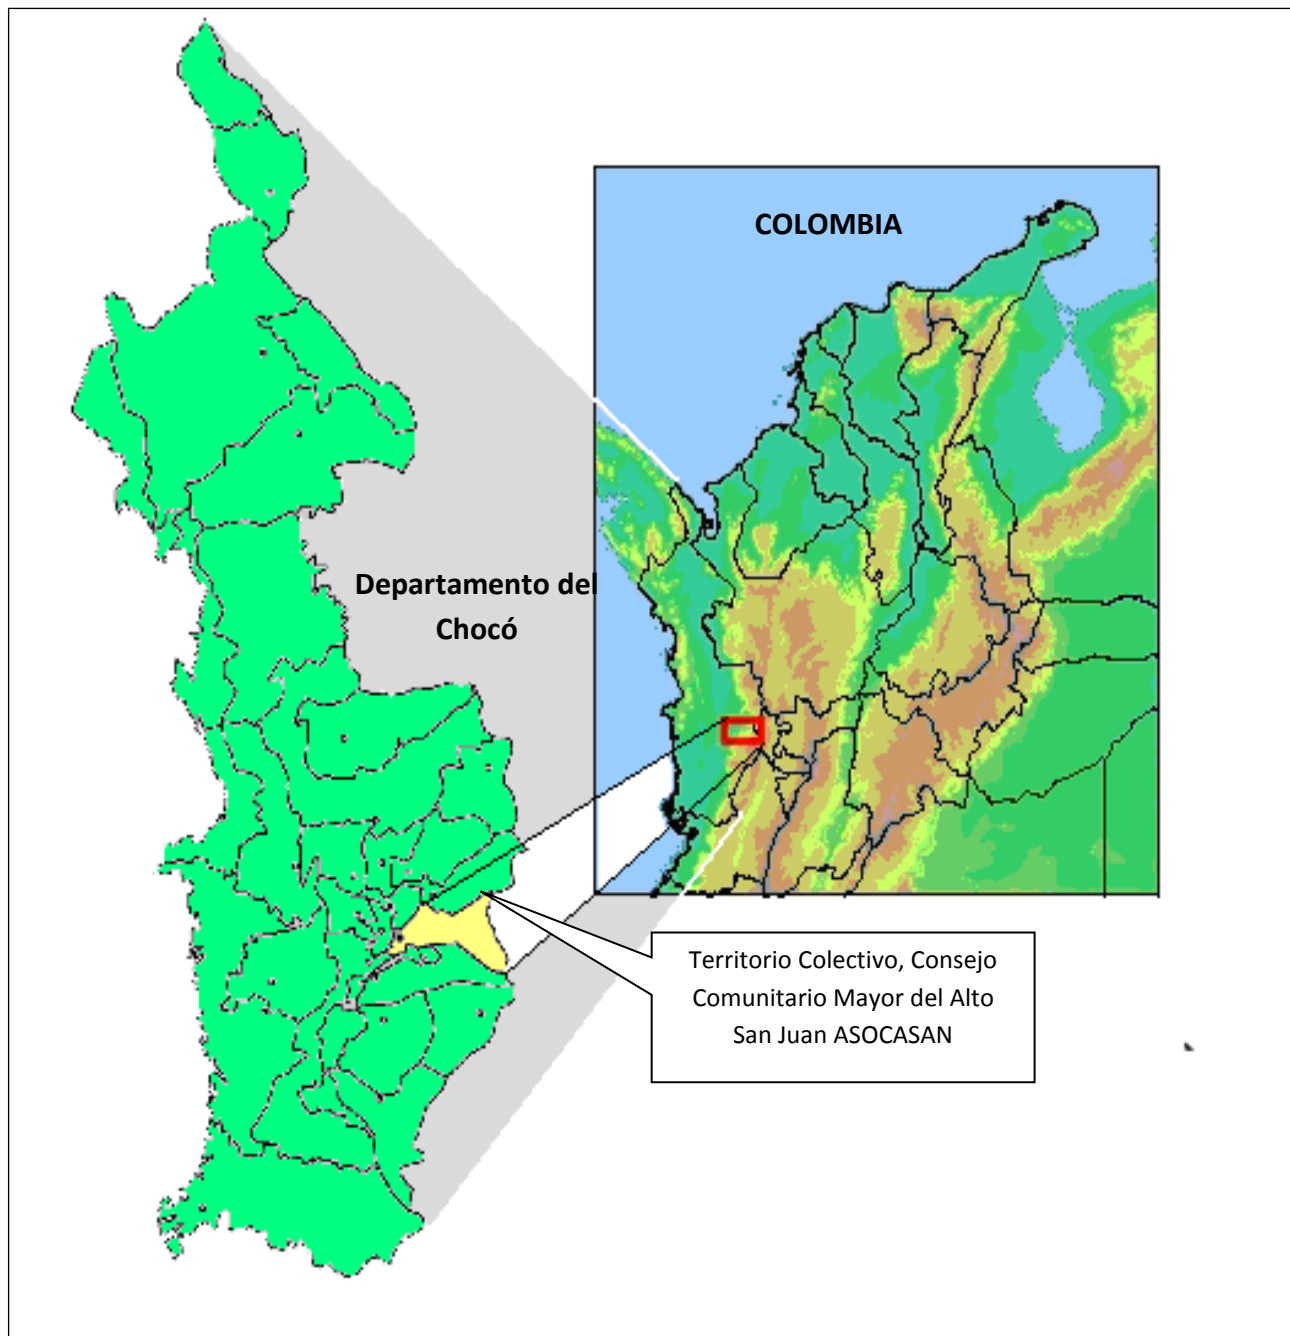 COLOMBIA
Departamento del
Chocó
Territorio Colectivo, Consejo
Comunitario Mayor del Alto
San Juan ASOCASAN